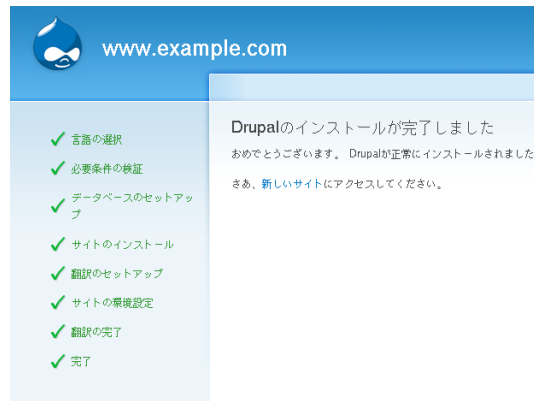 www.example.com
言語の選択
必要条件の検証
データベースのセットアッ
プ
サイトのインストール
翻訳のセットアップ
サイトの環境設定
翻訳の完了
完了
Drupalのインストールが完了しました
おめでとうございます。 Drupalが正常にインストールされました
さあ、新しいサイトにアクセスしてください。